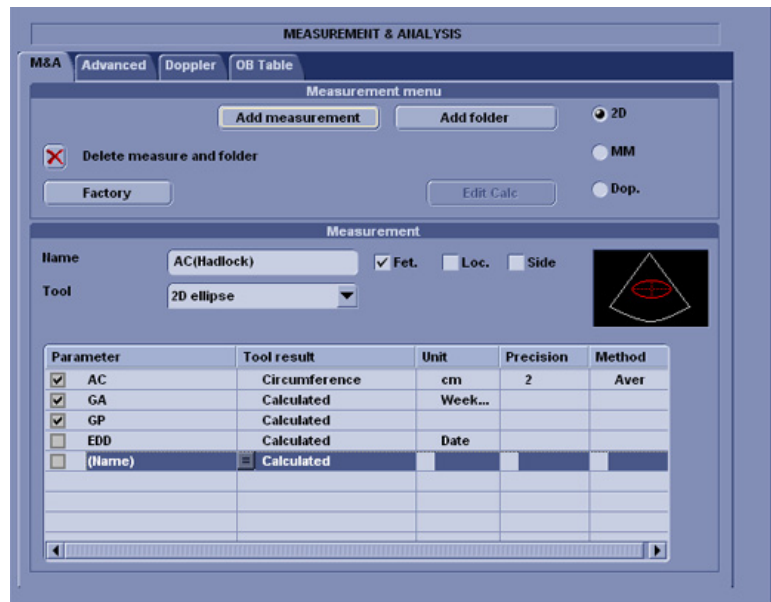 MEASUREMENT & ANALYSIS
M&A Advanced Doppler OB Table
Measurement menu
Add measurement Add folder 2D
Delete measure and folder MM
Factory Edit Calc Dop.
Measurement
Name AC(Hadlock) Fet. Loc. Side
Tool 2D ellipse
Parameter Tool result Unit Precision Method
AC Circumference cm 2 Aver
GA Calculated Week...
GP Calculated
EDD Calculated Date
(Name) = Calculated